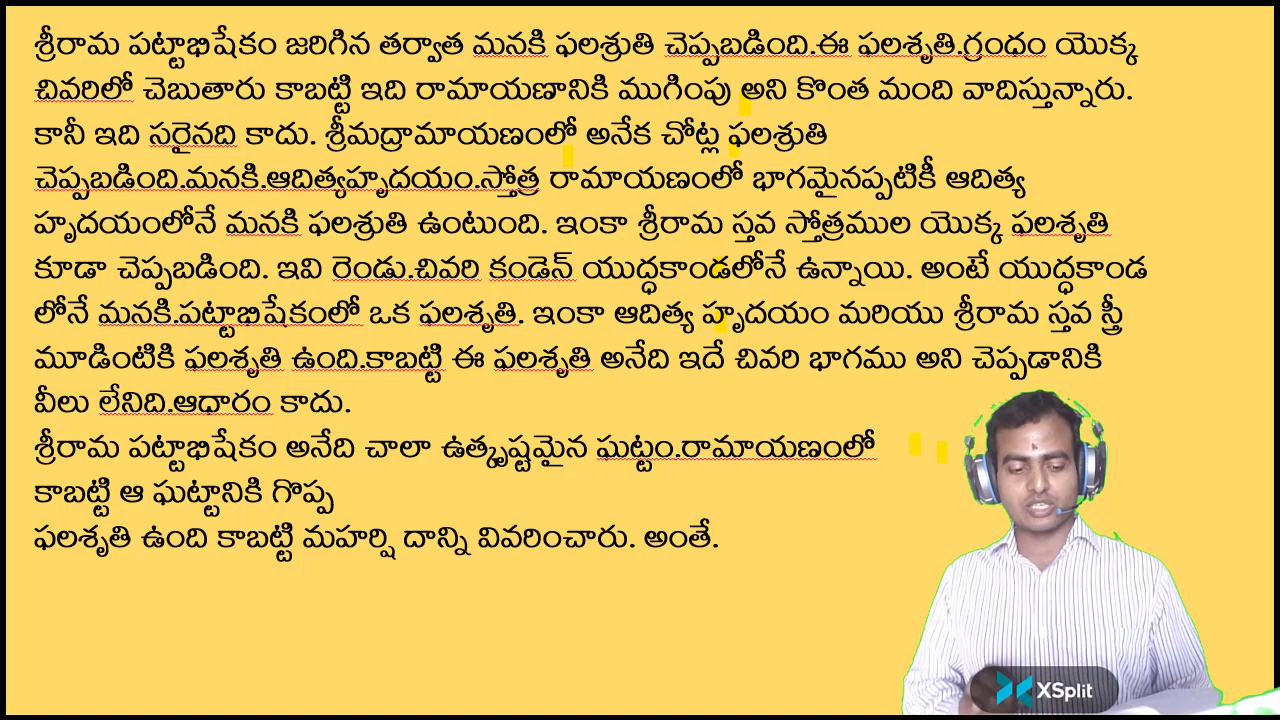 శ్రీరామ పట్టాభిషేకం జరిగిన తర్వాత మనకి ఫలశ్రుతి చెప్పబడింది.ఈ ఫలశృతి.గ్రందం యొక్క
చివరిలో చెబుతారు కాబట్టి ఇది రామాయణానికి ముగింపు అని కొంత మంది వాదిస్తున్నారు.
కానీ ఇది సరైనది కాదు. శ్రీమద్రామాయణంలో అనేక చోట్ల ఫలశ్రుతి
చెప్పబడింది.మనకి.ఆదిత్యహృదయం.స్తోత్ర రామాయణంలో భాగమైనప్పటికీ ఆదిత్య
హృదయంలోనే మనకి ఫలశ్రుతి ఉంటుంది. ఇంకా శ్రీరామ స్తవ స్తోత్రముల యొక్క ఫలశృతి
కూడా చెప్పబడింది. ఇవి రెండు.చివరి కండెన్ యుద్ధకాండలోనే ఉన్నాయి. అంటే యుద్ధకాండ
లోనే మనకి.పట్టాభిషేకంలో ఒక ఫలశృతి. ఇంకా ఆదిత్య హృదయం మరియు శ్రీరామ స్తవ స్త్రీ
మూడింటికి ఫలశృతి ఉంది.కాబట్టి ఈ ఫలశృతి అనేది ఇదే చివరి భాగము అని చెప్పడానికి
వీలు లేనిది.ఆధారం కాదు.
శ్రీరామ పట్టాభిషేకం అనేది చాలా ఉత్కృష్టమైన ఘట్టం.రామాయణంలో
కాబట్టి ఆ ఘట్టానికి గొప్ప
ఫలశృతి ఉంది కాబట్టి మహర్షి దాన్ని వివరించారు. అంతే.
XSplit